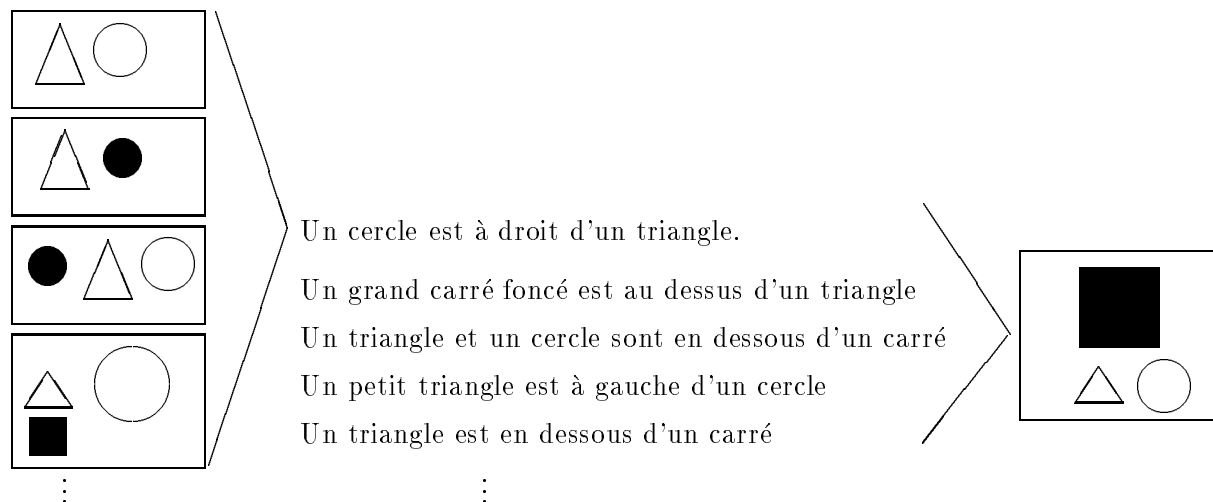 Un cercle est à droit d'un triangle.
Un grand carré foncé est au dessus d'un triangle
Un triangle et un cercle sont en dessous d'un carré
Un petit triangle est à gauche d'un cercle
Un triangle est en dessous d'un carré